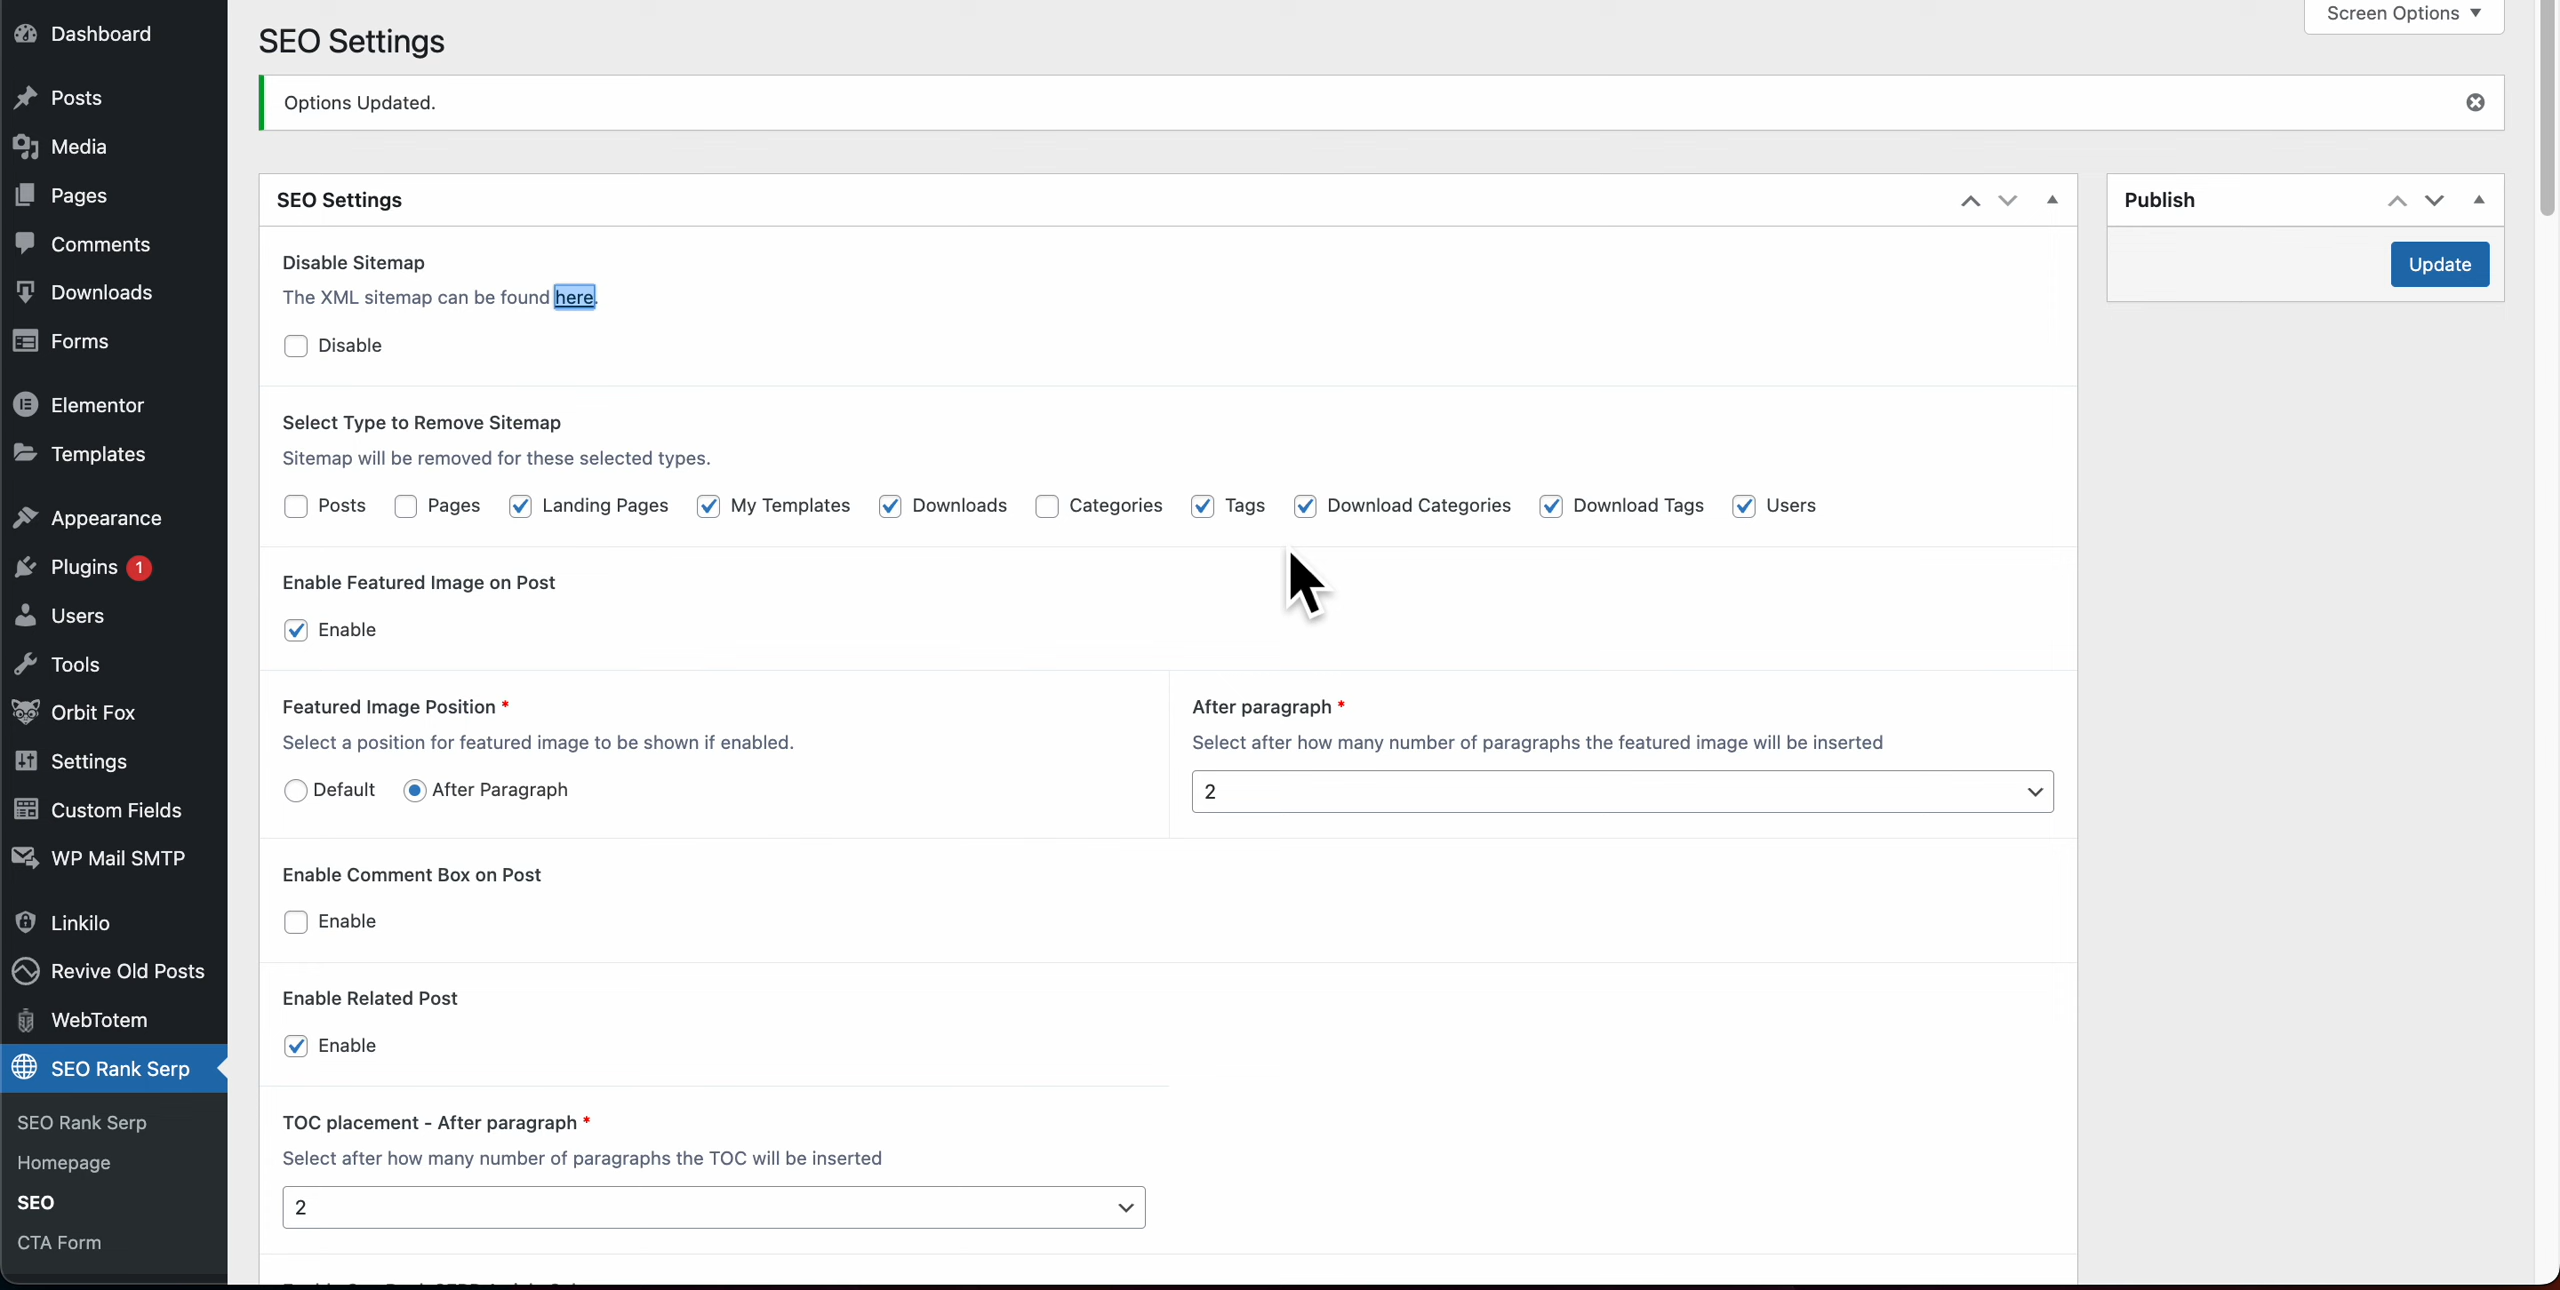 Dashboard
Posts
Media
Pages
Comments
Downloads
Forms
Elementor
Templates
Appearance
Plugins 1
Users
Tools
Orbit Fox
Settings
Custom Fields
WP Mail SMTP
Linkilo
Revive Old Posts
WebTotem
SEO Rank Serp
SEO Rank Serp
Homepage
SEO
CTA Form
Screen Options
SEO Settings
Options Updated.
SEO Settings
Disable Sitemap
The XML sitemap can be found here.
Disable
Select Type to Remove Sitemap
Sitemap will be removed for these selected types.
Posts Pages Landing Pages My Templates Downloads Categories Tags Download Categories Download Tags Users
Enable Featured Image on Post
Enable
Featured Image Position *
Select a position for featured image to be shown if enabled.
Default After Paragraph
After paragraph *
Select after how many number of paragraphs the featured image will be inserted
2
Enable Comment Box on Post
Enable
Enable Related Post
Enable
TOC placement - After paragraph *
Select after how many number of paragraphs the TOC will be inserted
2
Publish
Update